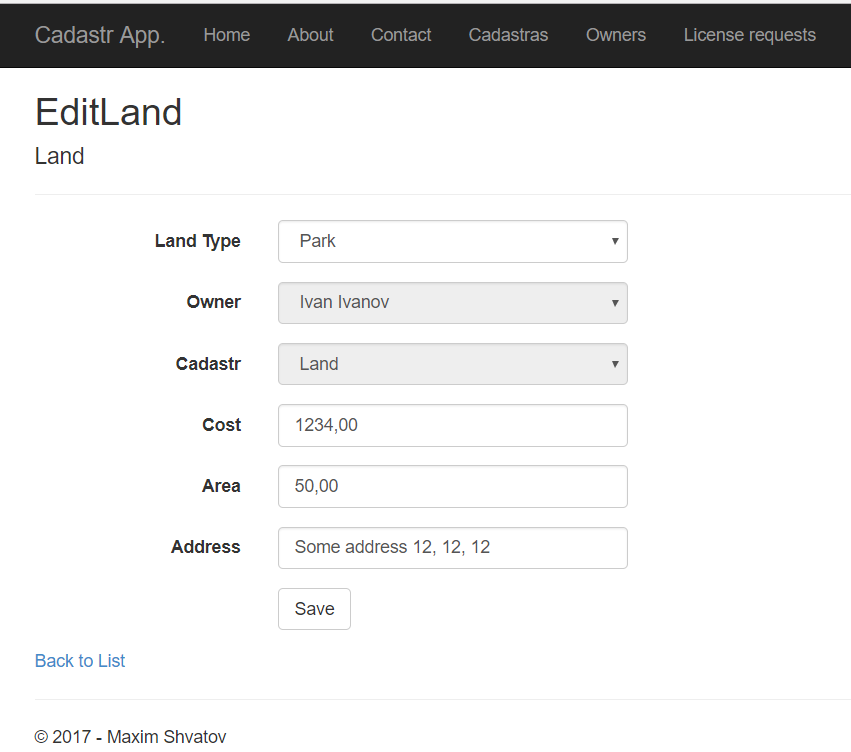 Cadastr App. Home About Contact Cadastras Owners License requests
EditLand
Land
Land Type Park
Owner Ivan Ivanov
Cadastr Land
Cost 1234,00
Area 50,00
Address Some address 12, 12, 12
Save
Back to List
© 2017 - Maxim Shvatov